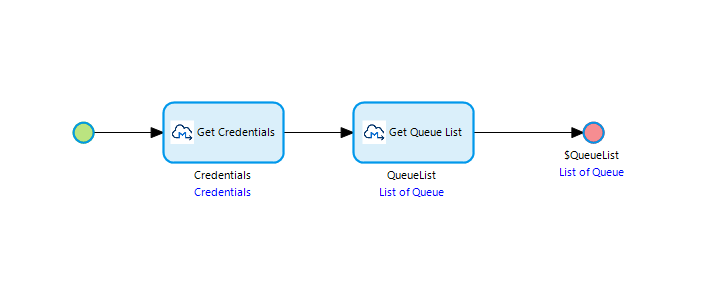 Get Credentials
Credentials
Credentials
Get Queue List
QueueList
List of Queue
$QueueList
List of Queue